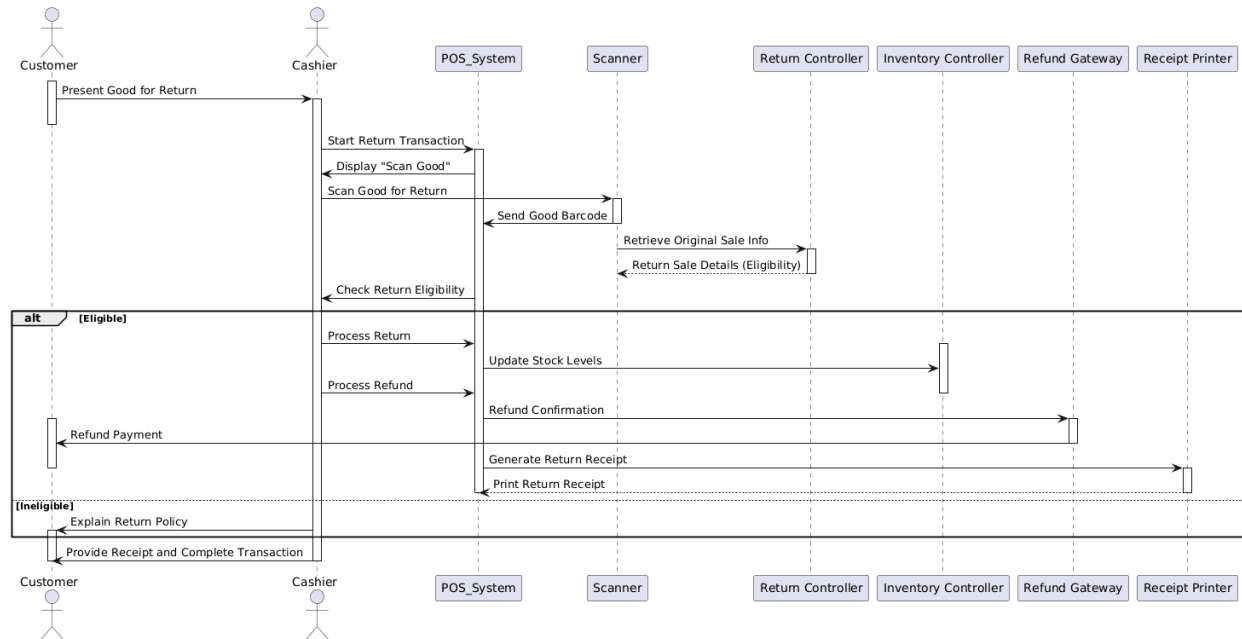 Customer
Cashier
POS_System
Scanner
Return Controller
Inventory Controller
Refund Gateway
Receipt Printer
Present Good for Return
Start Return Transaction
Display "Scan Good"
Scan Good for Return
Send Good Barcode
Retrieve Original Sale Info
Return Sale Details (Eligibility)
Check Return Eligibility
alt
[Eligible]
Process Return
Update Stock Levels
Process Refund
Refund Confirmation
Refund Payment
Generate Return Receipt
Print Return Receipt
[Ineligible]
Explain Return Policy
Provide Receipt and Complete Transaction
Customer
Cashier
POS_System
Scanner
Return Controller
Inventory Controller
Refund Gateway
Receipt Printer